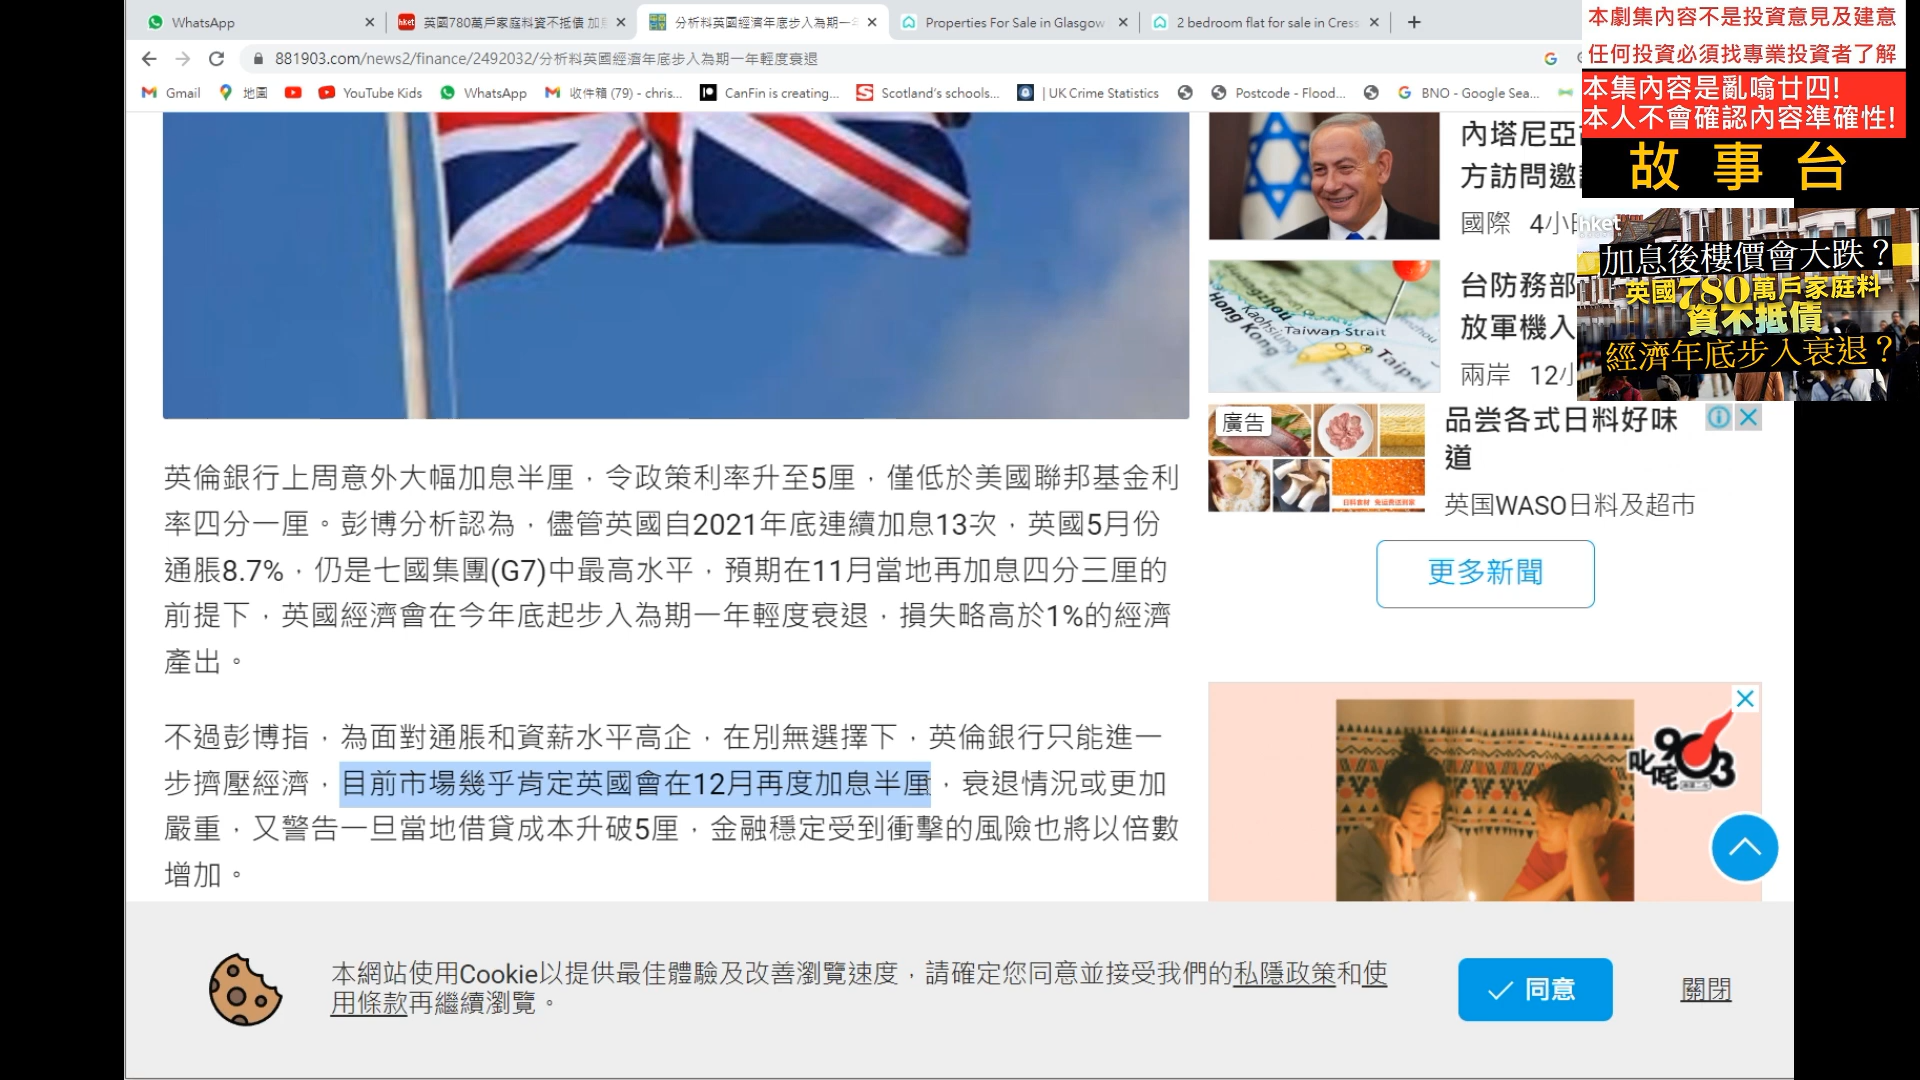 WhatsApp
英國780萬戶家庭料資不抵債 加
分析料英國經濟年底步入為期一
Properties For Sale in Glasgow
2 bedroom flat for sale in Cress
881903.com/news2/finance/2492032/分析料英國經濟年底步入為期一年輕度衰退
Gmail
地圖
YouTube Kids
WhatsApp
收件箱 (79) - chris...
CanFin is creating...
Scotland's schools...
| UK Crime Statistics
Postcode - Flood...
BNO - Google Sea...
本劇集內容不是投資意見及建意
任何投資必須找專業投資者了解
本集內容是亂噏廿四!
本人不會確認內容準確性!
故 事 台
hket
加息後樓價會大跌？
英國780萬戶家庭料
資不抵債
經濟年底步入衰退？
內塔尼亞
方訪問邀
國際 4小
台防務部
放軍機入
兩岸 12小
Hong Kong
Kaohsiung
Taiwan Strait
Taipei
廣告
品尝各式日料好味
道
英国WASO日料及超市
更多新聞
英倫銀行上周意外大幅加息半厘，令政策利率升至5厘，僅低於美國聯邦基金利
率四分一厘。彭博分析認為，儘管英國自2021年底連續加息13次，英國5月份
通脹8.7%，仍是七國集團(G7)中最高水平，預期在11月當地再加息四分三厘的
前提下，英國經濟會在今年底起步入為期一年輕度衰退，損失略高於1%的經濟
產出。
不過彭博指，為面對通脹和資薪水平高企，在別無選擇下，英倫銀行只能進一
步擠壓經濟，目前市場幾乎肯定英國會在12月再度加息半厘，衰退情況或更加
嚴重，又警告一旦當地借貸成本升破5厘，金融穩定受到衝擊的風險也將以倍數
增加。
叱咤903
本網站使用Cookie以提供最佳體驗及改善瀏覽速度，請確定您同意並接受我們的私隱政策和使
用條款再繼續瀏覽。
同意
關閉